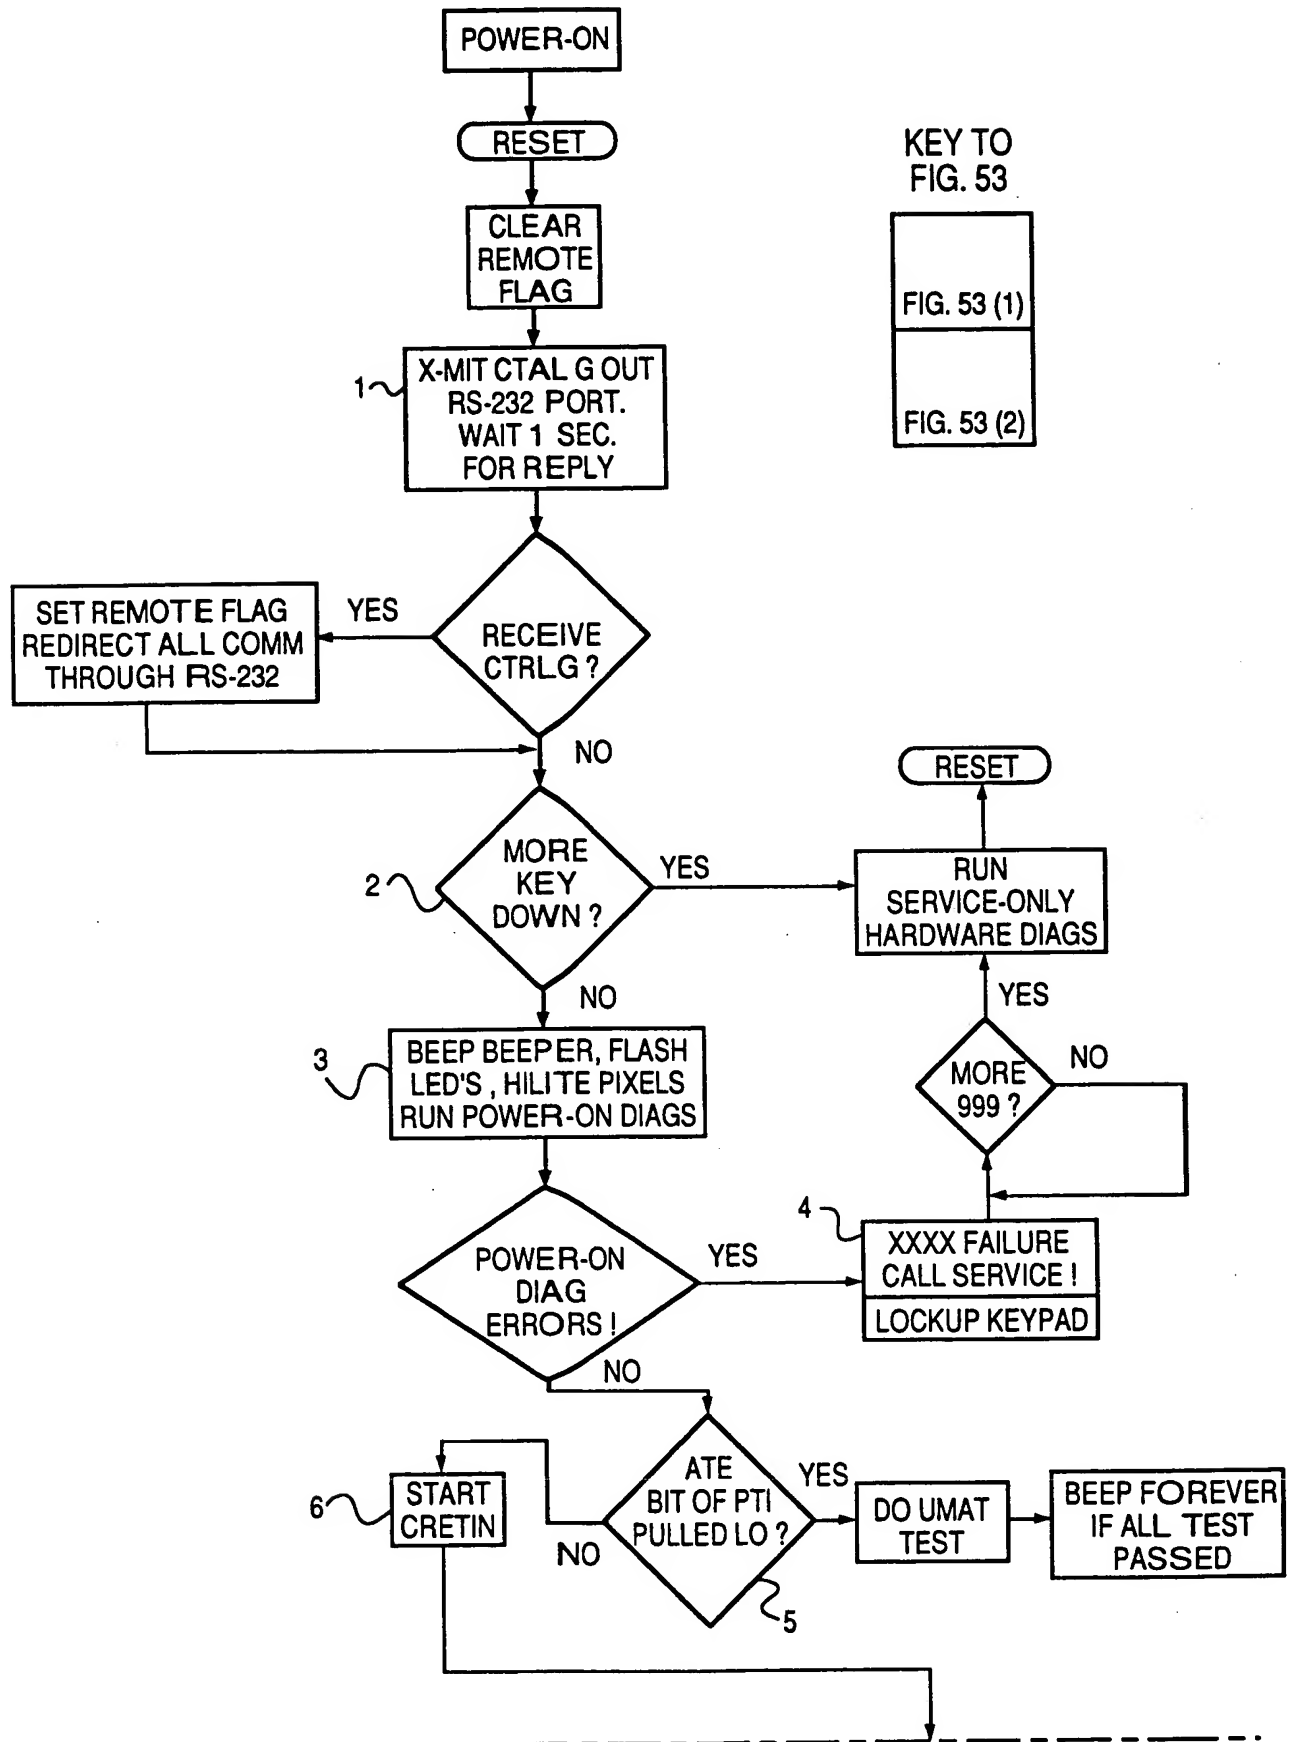 POWER-ON
RESET
CLEAR
REMOTE
FLAG
KEY TO
FIG. 53
FIG. 53 (1)
FIG. 53 (2)
1
X-MIT CTAL G OUT
RS-232 PORT.
WAIT 1 SEC.
FOR REPLY
SET REMOTE FLAG
REDIRECT ALL COMM
THROUGH RS-232
YES
RECEIVE
CTRLG ?
NO
RESET
2
MORE
KEY
DOWN ?
YES
RUN
SERVICE-ONLY
HARDWARE DIAGS
NO
YES
3
BEEP BEEPER, FLASH
LED'S , HILITE PIXELS
RUN POWER-ON DIAGS
MORE
999 ?
NO
POWER-ON
DIAG
ERRORS !
YES
4
XXXX FAILURE
CALL SERVICE !
LOCKUP KEYPAD
NO
6
START
CRETIN
NO
ATE
BIT OF PTI
PULLED LO ?
5
YES
DO UMAT
TEST
BEEP FOREVER
IF ALL TEST
PASSED